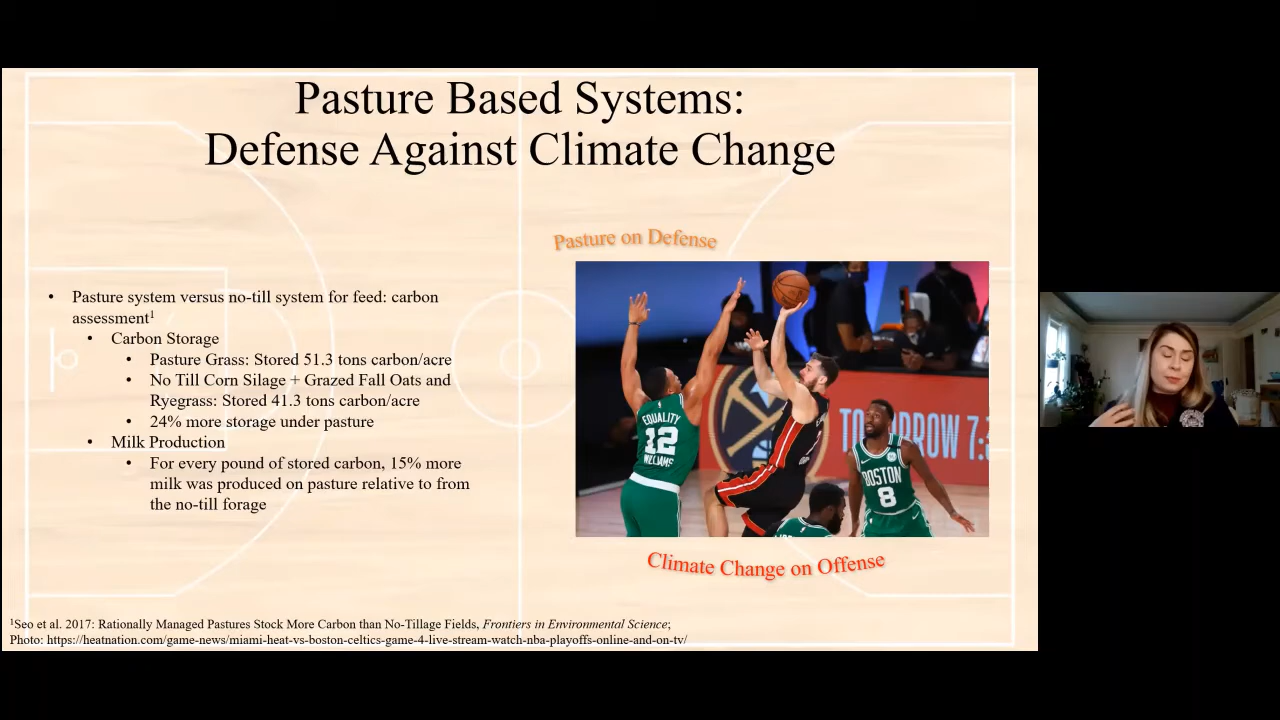 Pasture Based Systems:
Defense Against Climate Change
Pasture on Defense
• Pasture system versus no-till system for feed: carbon
assessment¹
• Carbon Storage
• Pasture Grass: Stored 51.3 tons carbon/acre
• No Till Corn Silage + Grazed Fall Oats and
Ryegrass: Stored 41.3 tons carbon/acre
• 24% more storage under pasture
• Milk Production
• For every pound of stored carbon, 15% more
milk was produced on pasture relative to from
the no-till forage
EQUALITY
12
WILLIAMS
TOMORROW 7:
BOSTON
8
Climate Change on Offense
¹Seo et al. 2017: Rationally Managed Pastures Stock More Carbon than No-Tillage Fields, Frontiers in Environmental Science;
Photo: https://heatnation.com/game-news/miami-heat-vs-boston-celtics-game-4-live-stream-watch-nba-playoffs-online-and-on-tv/